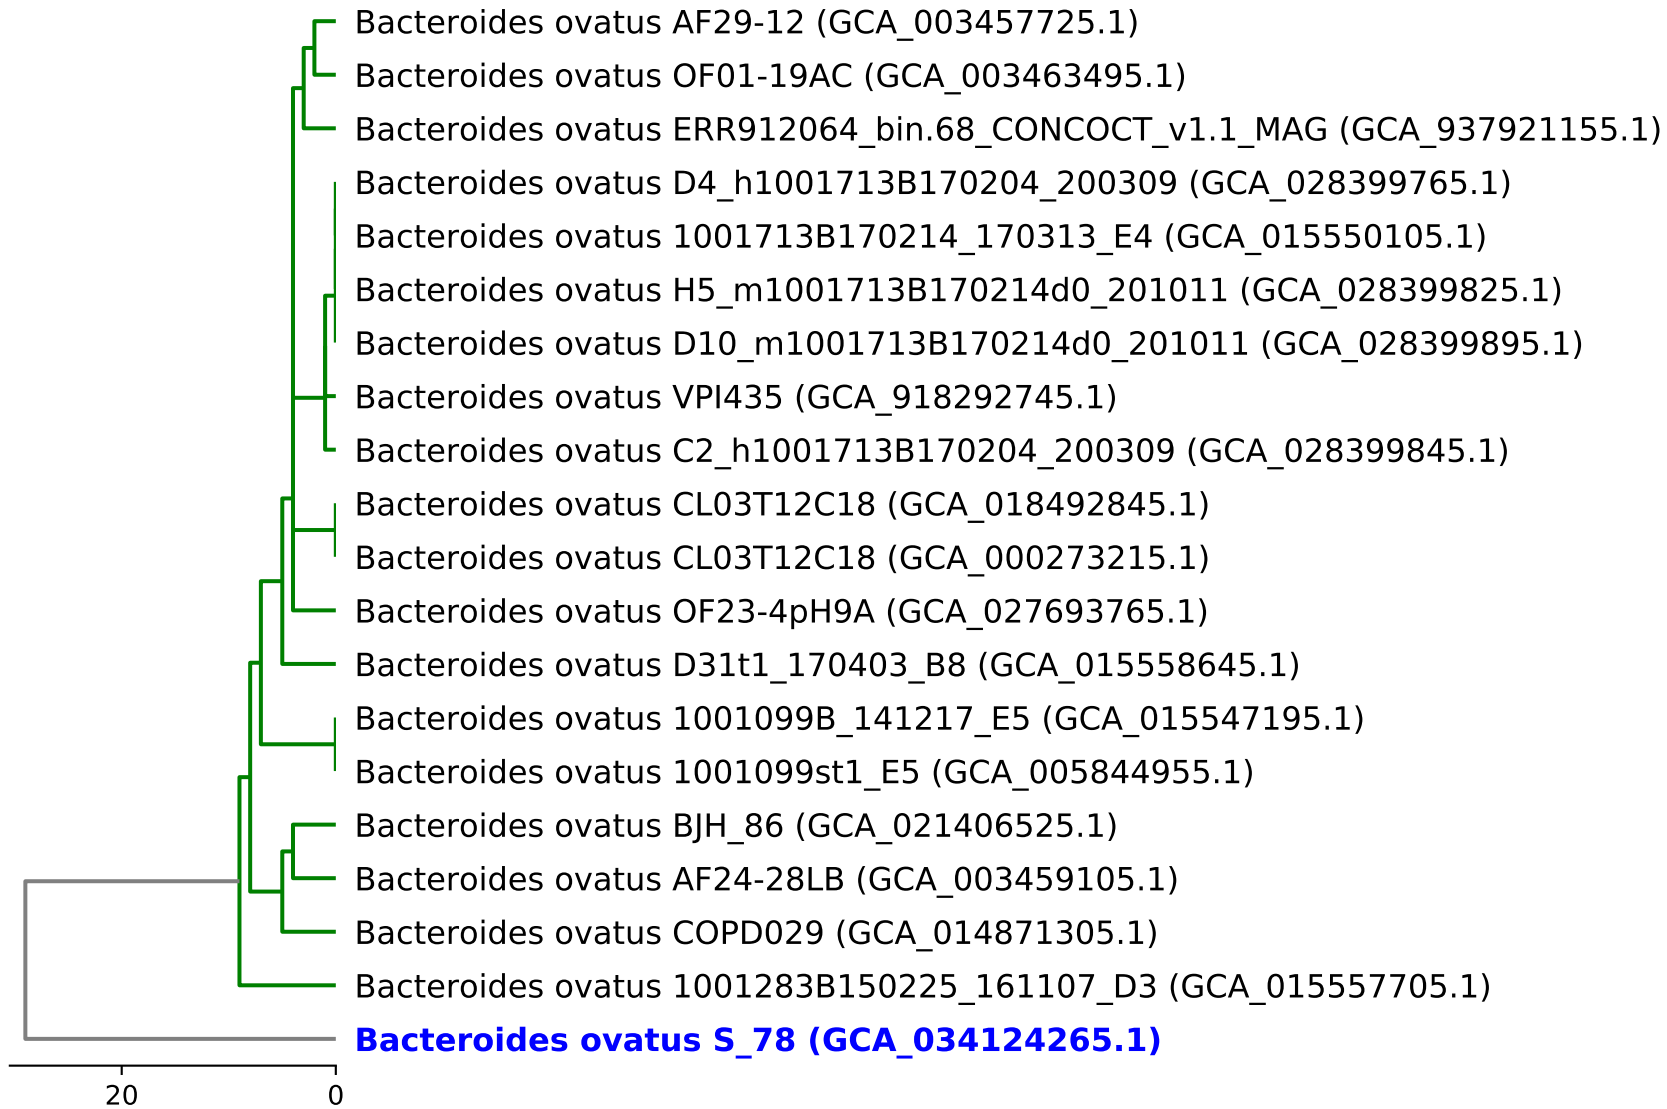 Bacteroides ovatus AF29-12 (GCA_003457725.1)
Bacteroides ovatus OF01-19AC (GCA_003463495.1)
Bacteroides ovatus ERR912064_bin.68_CONCOCT_v1.1_MAG (GCA_937921155.1)
Bacteroides ovatus D4_h1001713B170204_200309 (GCA_028399765.1)
Bacteroides ovatus 1001713B170214_170313_E4 (GCA_015550105.1)
Bacteroides ovatus H5_m1001713B170214d0_201011 (GCA_028399825.1)
Bacteroides ovatus D10_m1001713B170214d0_201011 (GCA_028399895.1)
Bacteroides ovatus VPI435 (GCA_918292745.1)
Bacteroides ovatus C2_h1001713B170204_200309 (GCA_028399845.1)
Bacteroides ovatus CL03T12C18 (GCA_018492845.1)
Bacteroides ovatus CL03T12C18 (GCA_000273215.1)
Bacteroides ovatus OF23-4pH9A (GCA_027693765.1)
Bacteroides ovatus D31t1_170403_B8 (GCA_015558645.1)
Bacteroides ovatus 1001099B_141217_E5 (GCA_015547195.1)
Bacteroides ovatus 1001099st1_E5 (GCA_005844955.1)
Bacteroides ovatus BJH_86 (GCA_021406525.1)
Bacteroides ovatus AF24-28LB (GCA_003459105.1)
Bacteroides ovatus COPD029 (GCA_014871305.1)
Bacteroides ovatus 1001283B150225_161107_D3 (GCA_015557705.1)
Bacteroides ovatus S_78 (GCA_034124265.1)
20 0